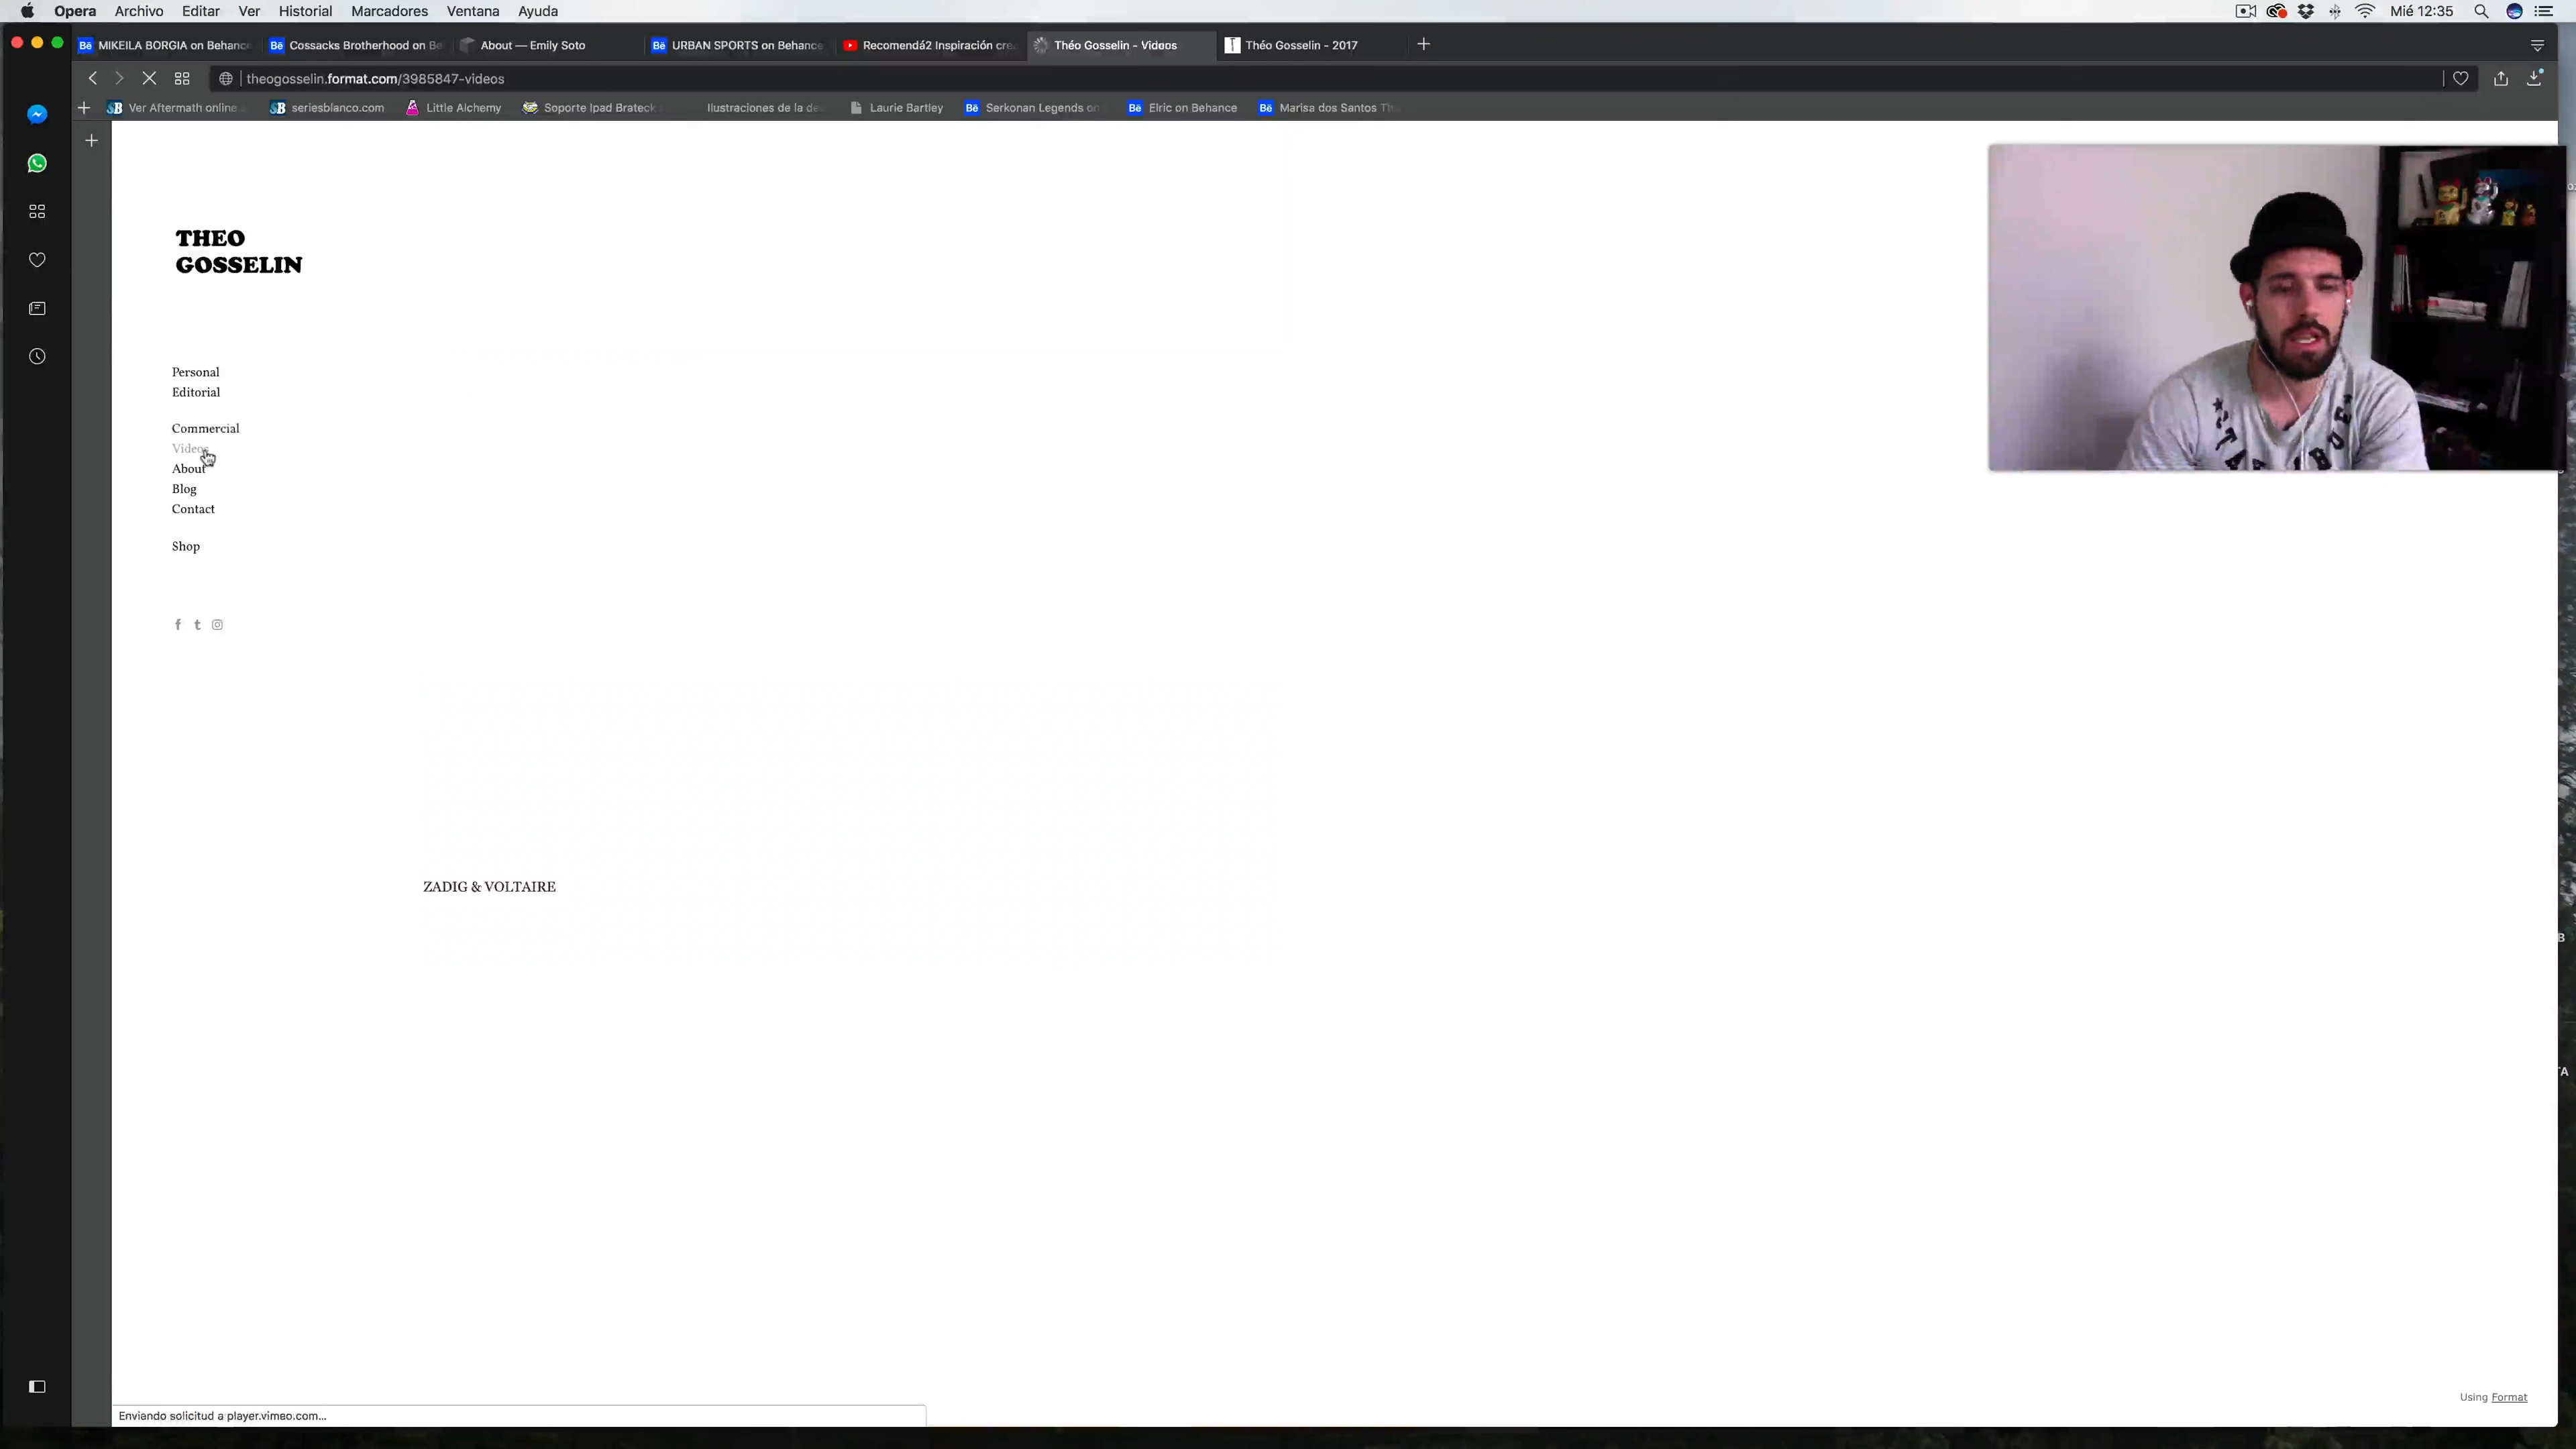 Opera Archivo Editar Ver Historial Marcadores Ventana Ayuda
Mié 12:35
MIKEILA BORGIA on Behance
Cossacks Brotherhood on Be
About — Emily Soto
URBAN SPORTS on Behance
Recomendá2 Inspiración crea
Théo Gosselin - Videos
Théo Gosselin - 2017
theogosselin.format.com/3985847-videos
Ver Aftermath online
seriesblanco.com
Little Alchemy
Soporte Ipad Brateck
Ilustraciones de la de
Laurie Bartley
Serkonan Legends on
Elric on Behance
Marisa dos Santos Th
THEO
GOSSELIN
Personal
Editorial
Commercial
Videos
About
Blog
Contact
Shop
ZADIG & VOLTAIRE
Using Format
Enviando solicitud a player.vimeo.com...